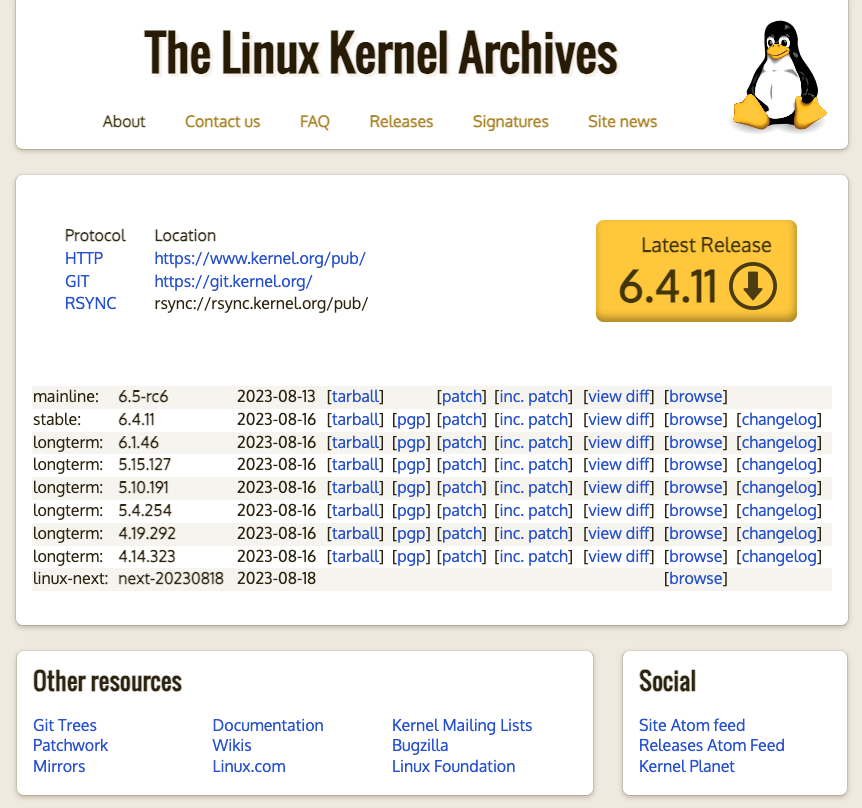 The Linux Kernel Archives
About Contact us FAQ Releases Signatures Site news
Protocol Location
HTTP https://www.kernel.org/pub/
GIT https://git.kernel.org/
RSYNC rsync://rsync.kernel.org/pub/
Latest Release
6.4.11
mainline: 6.5-rc6 2023-08-13 [tarball] [patch] [inc. patch] [view diff] [browse]
stable: 6.4.11 2023-08-16 [tarball] [pgp] [patch] [inc. patch] [view diff] [browse] [changelog]
longterm: 6.1.46 2023-08-16 [tarball] [pgp] [patch] [inc. patch] [view diff] [browse] [changelog]
longterm: 5.15.127 2023-08-16 [tarball] [pgp] [patch] [inc. patch] [view diff] [browse] [changelog]
longterm: 5.10.191 2023-08-16 [tarball] [pgp] [patch] [inc. patch] [view diff] [browse] [changelog]
longterm: 5.4.254 2023-08-16 [tarball] [pgp] [patch] [inc. patch] [view diff] [browse] [changelog]
longterm: 4.19.292 2023-08-16 [tarball] [pgp] [patch] [inc. patch] [view diff] [browse] [changelog]
longterm: 4.14.323 2023-08-16 [tarball] [pgp] [patch] [inc. patch] [view diff] [browse] [changelog]
linux-next: next-20230818 2023-08-18 [browse]
Other resources
Git Trees Documentation Kernel Mailing Lists
Patchwork Wikis Bugzilla
Mirrors Linux.com Linux Foundation
Social
Site Atom feed
Releases Atom Feed
Kernel Planet